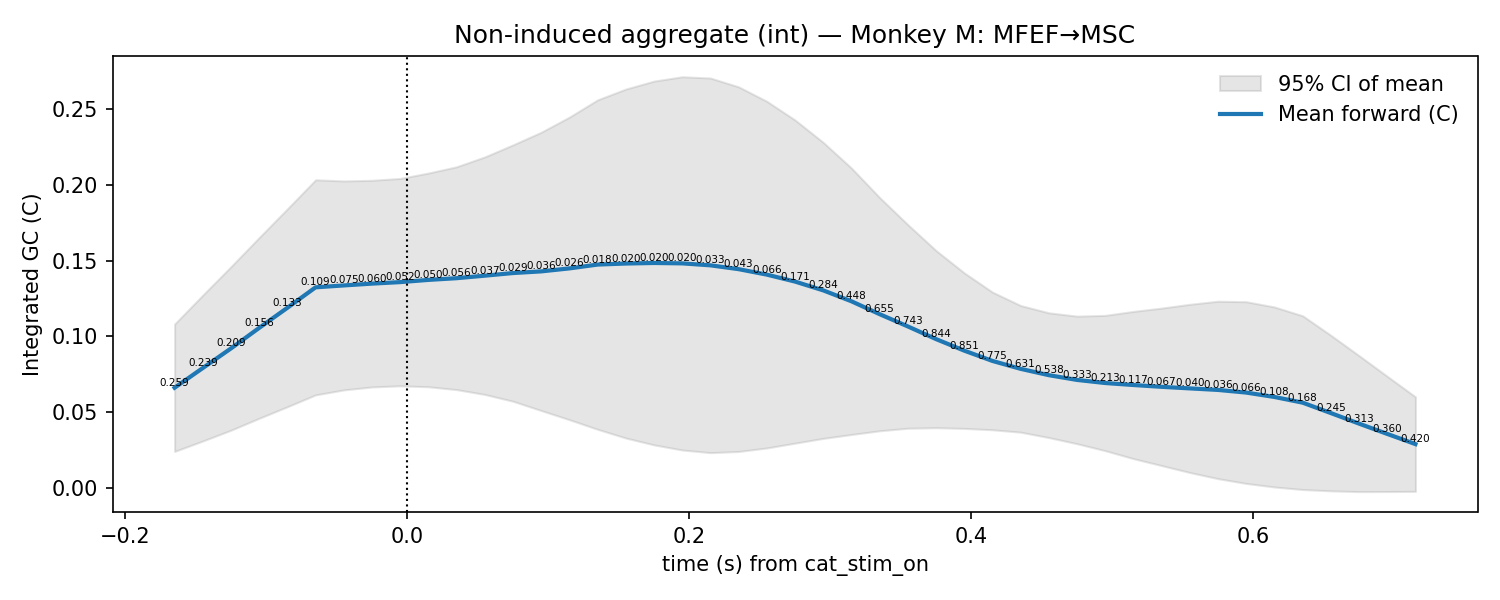 Non-induced aggregate (int) — Monkey M: MFEF→MSC
95% CI of mean
Mean forward (C)
Integrated GC (C)
0.25
0.20
0.15
0.10
0.05
0.00
0.259 0.239 0.209 0.156 0.133 0.109 0.075 0.060 0.052 0.050 0.056 0.037 0.029 0.036 0.026 0.018 0.020 0.020 0.020 0.033 0.043 0.066 0.171 0.284 0.448 0.655 0.743 0.844 0.851 0.775 0.631 0.538 0.333 0.213 0.117 0.067 0.040 0.036 0.066 0.108 0.168 0.245 0.313 0.360 0.420
−0.2 0.0 0.2 0.4 0.6
time (s) from cat_stim_on